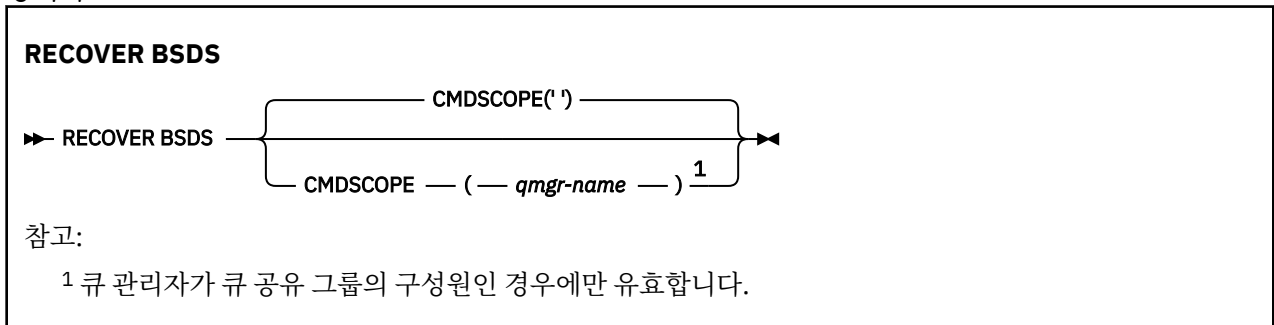 RECOVER BSDS
CMDSCOPE(' ')
RECOVER BSDS
CMDSCOPE ( qmgr-name ) 1
참고:
1 큐 관리자가 큐 공유 그룹의 구성원인 경우에만 유효합니다.